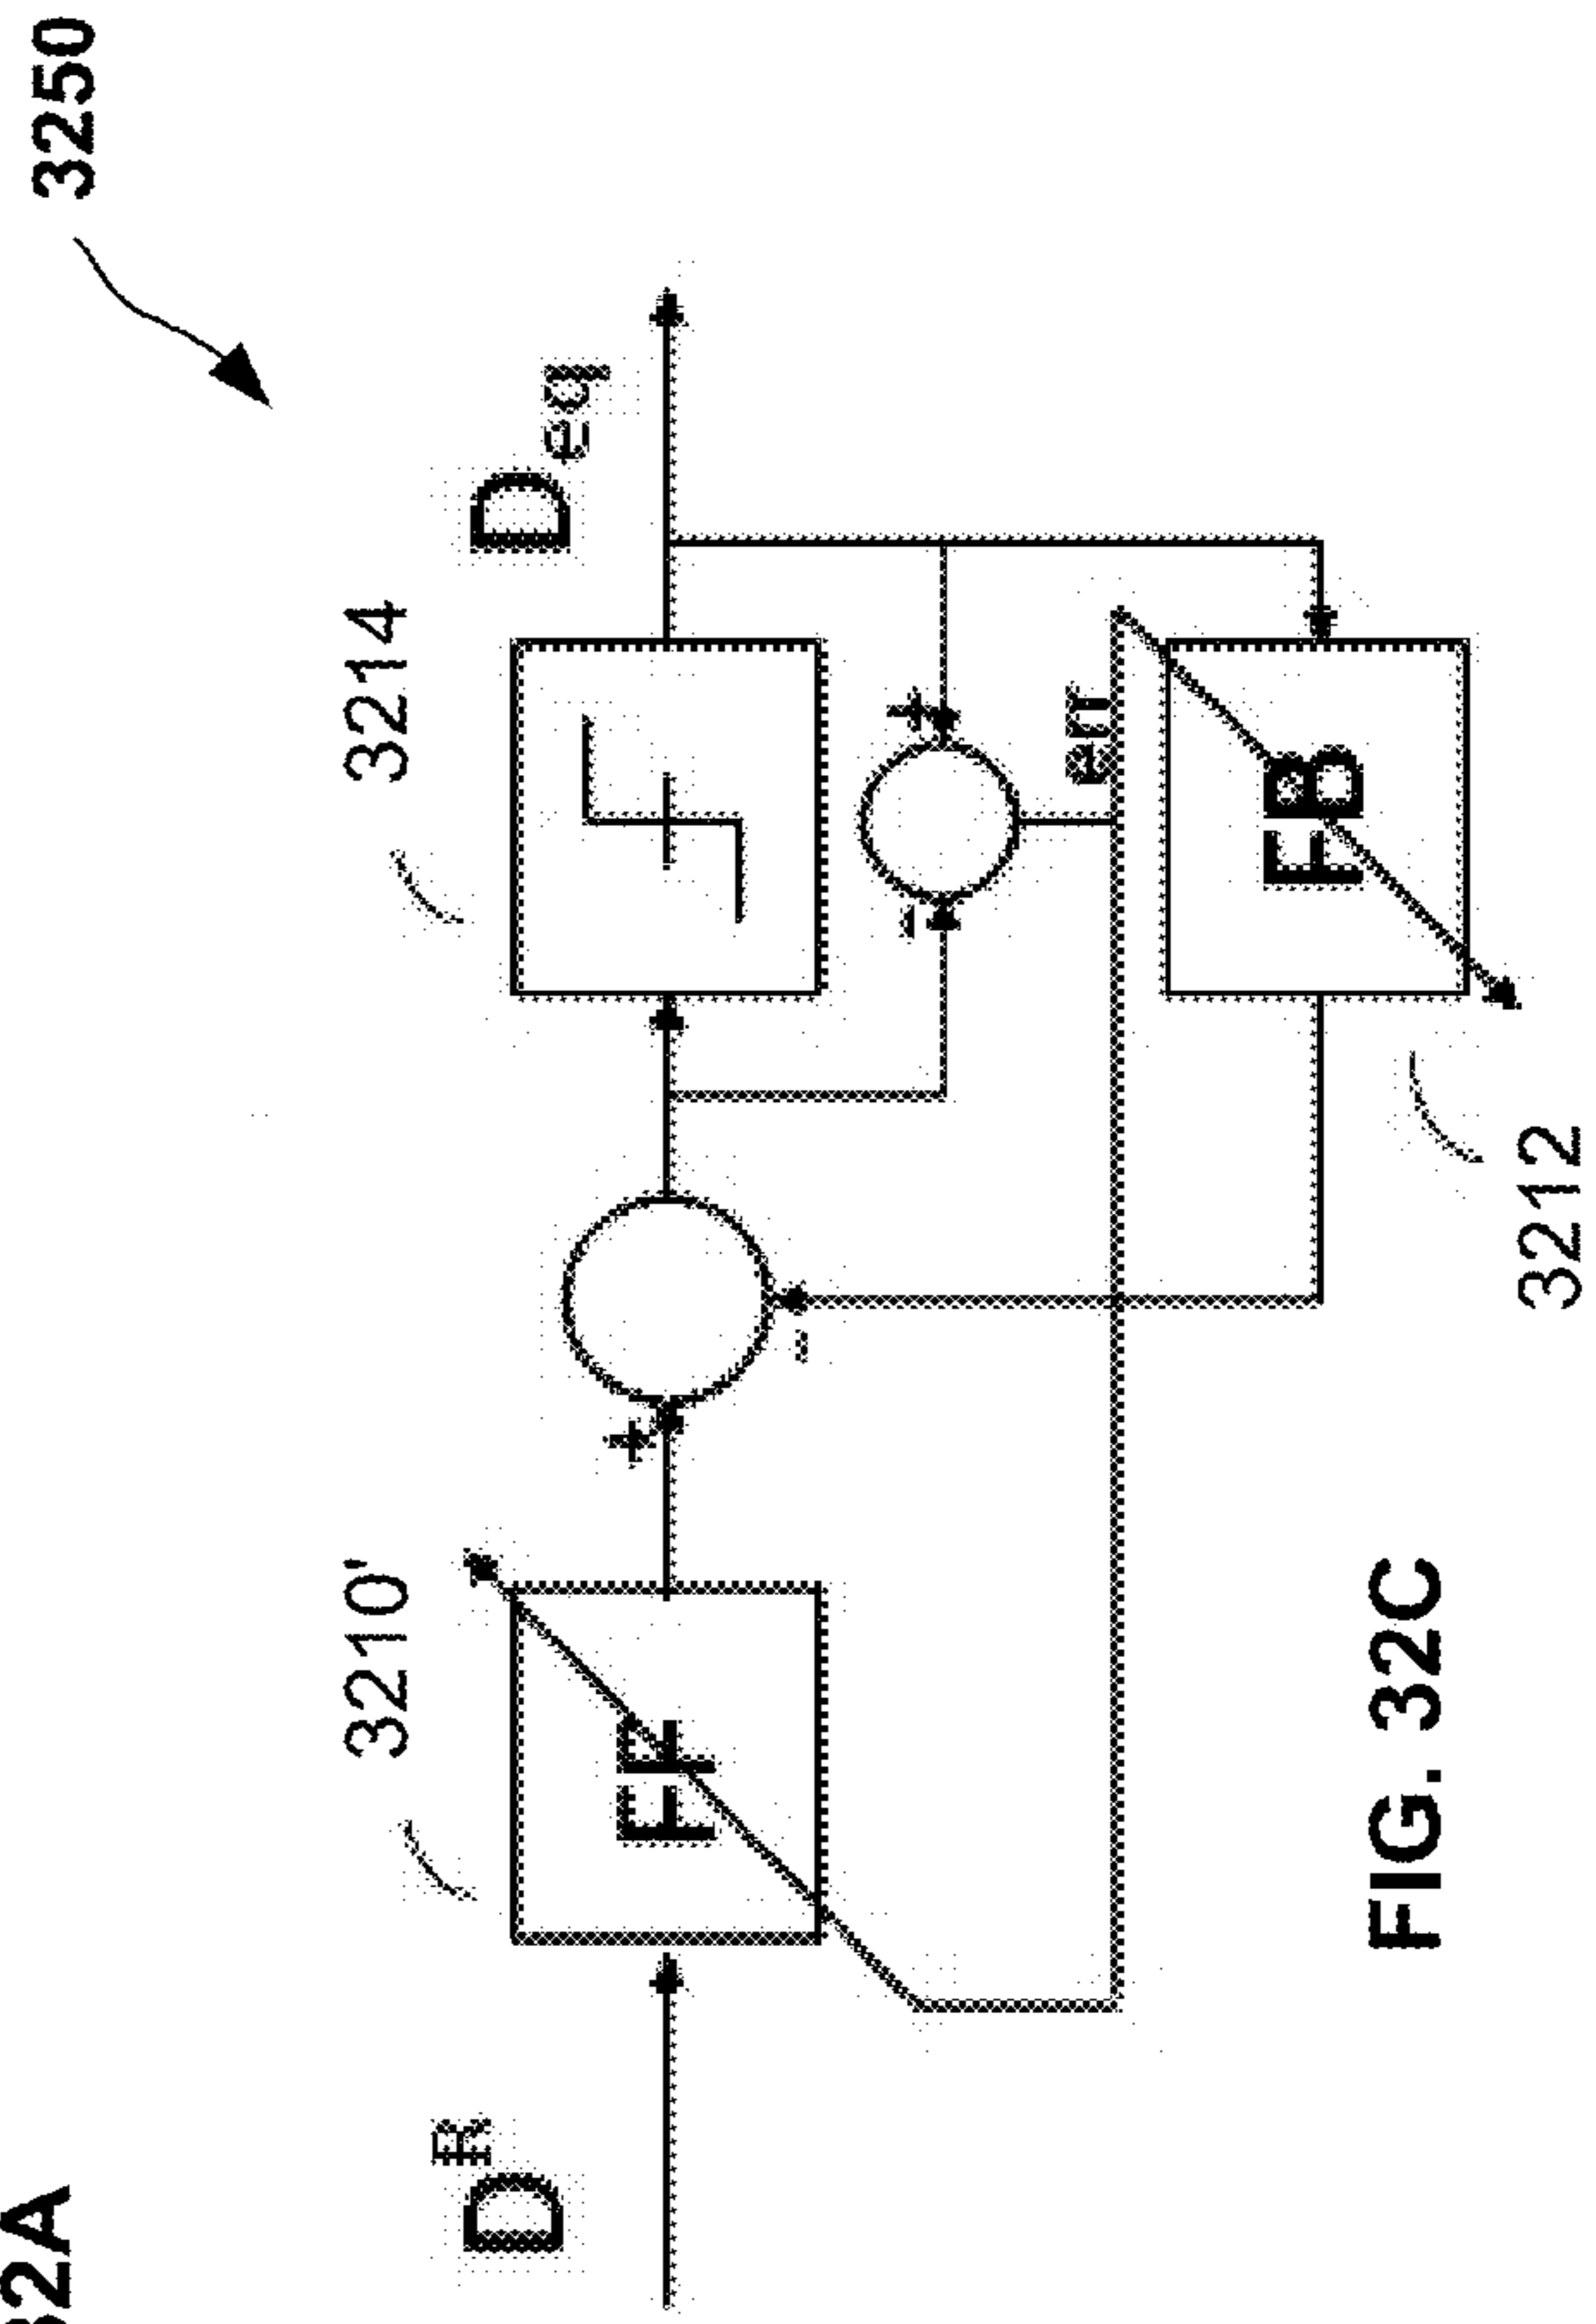 3250
3210'
3214
D^R
D_eq
FF
+
-
-
+
err
FB
3212
FIG. 32C
32A